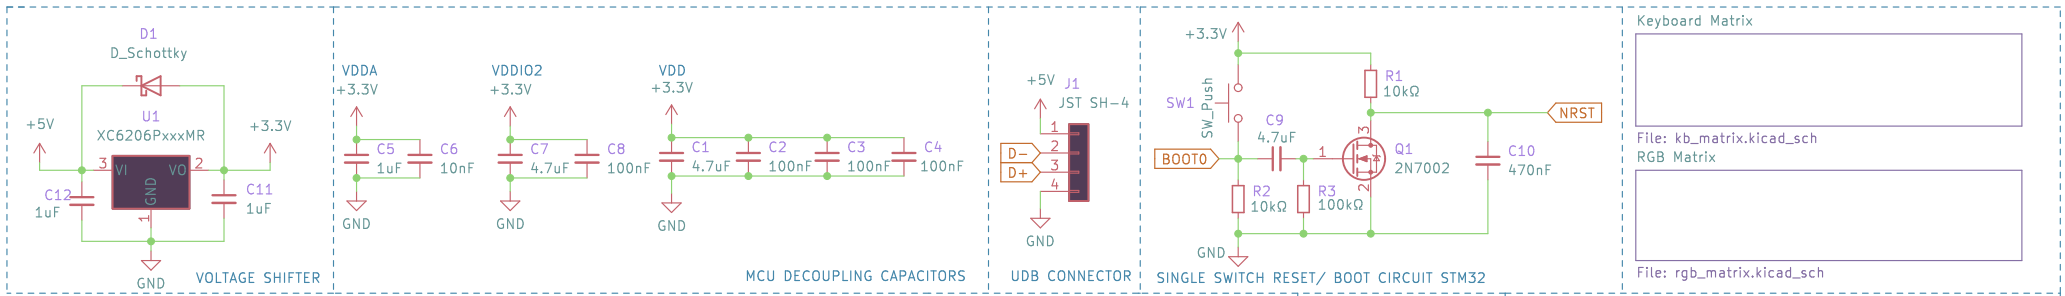 D1
D_Schottky
U1
XC6206PxxxMR
+5V
+3.3V
3
VI
VO
2
GND
1
C12
1uF
C11
1uF
GND
VOLTAGE SHIFTER
VDDA
+3.3V
C5
1uF
C6
10nF
GND
VDDIO2
+3.3V
C7
4.7uF
C8
100nF
GND
VDD
+3.3V
C1
4.7uF
C2
100nF
C3
100nF
C4
100nF
GND
MCU DECOUPLING CAPACITORS
+5V
J1
JST SH-4
1
D-
2
D+
3
4
GND
UDB CONNECTOR
+3.3V
SW1
SW_Push
R1
10kΩ
NRST
C9
4.7uF
BOOT0
1
3
2
Q1
2N7002
C10
470nF
R2
10kΩ
R3
100kΩ
GND
SINGLE SWITCH RESET/ BOOT CIRCUIT STM32
Keyboard Matrix
File: kb_matrix.kicad_sch
RGB Matrix
File: rgb_matrix.kicad_sch